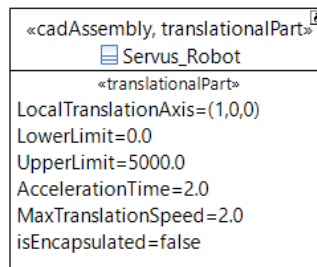 «cadAssembly, translationalPart»
Servus_Robot
«translationalPart»
LocalTranslationAxis=(1,0,0)
LowerLimit=0.0
UpperLimit=5000.0
AccelerationTime=2.0
MaxTranslationSpeed=2.0
isEncapsulated=false